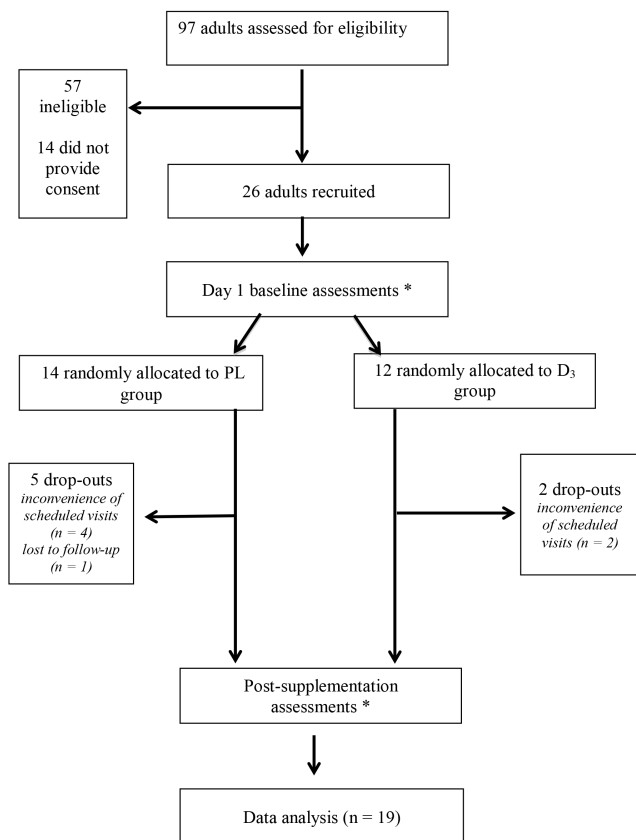 97 adults assessed for eligibility
57
ineligible
14 did not
provide
consent
26 adults recruited
Day 1 baseline assessments *
14 randomly allocated to PL
group
12 randomly allocated to D₃
group
5 drop-outs
inconvenience of
scheduled visits
(n = 4)
lost to follow-up
(n = 1)
2 drop-outs
inconvenience
of scheduled
visits (n = 2)
Post-supplementation
assessments *
Data analysis (n = 19)